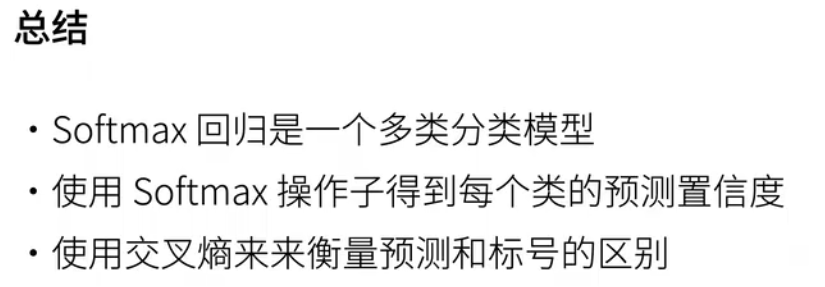 总结
• Softmax 回归是一个多类分类模型
• 使用 Softmax 操作子得到每个类的预测置信度
• 使用交叉熵来来衡量预测和标号的区别